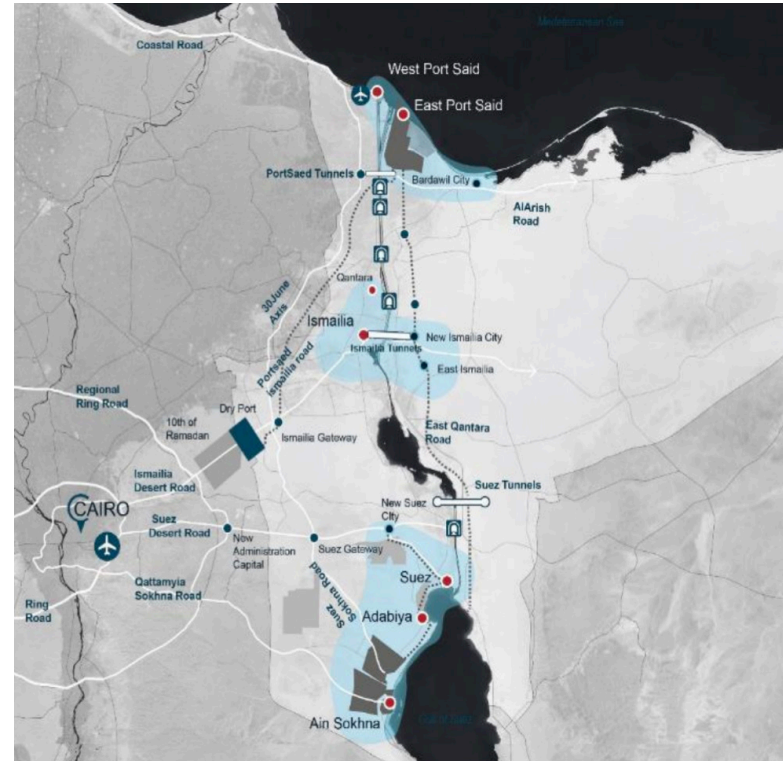 Mediterranean Sea
Coastal Road
West Port Said
East Port Said
PortSaed Tunnels
Bardawil City
AlArish
Road
Qantara
30June
Axis
Ismailia
New Ismailia City
Ismailia Tunnels
Portsaed
ismailia road
East Ismailia
Regional
Ring Road
Dry Port
10th of
Ramadan
Ismailia Gateway
East Qantara
Road
Ismailia
Desert Road
Suez Tunnels
CAIRO
Suez
Desert Road
New Suez
City
Now
Administration
Capital
Suez Gateway
Suez
Sokhna Road
Qattamyia
Sokhna Road
Suez
Ring
Road
Adabiya
Ain Sokhna